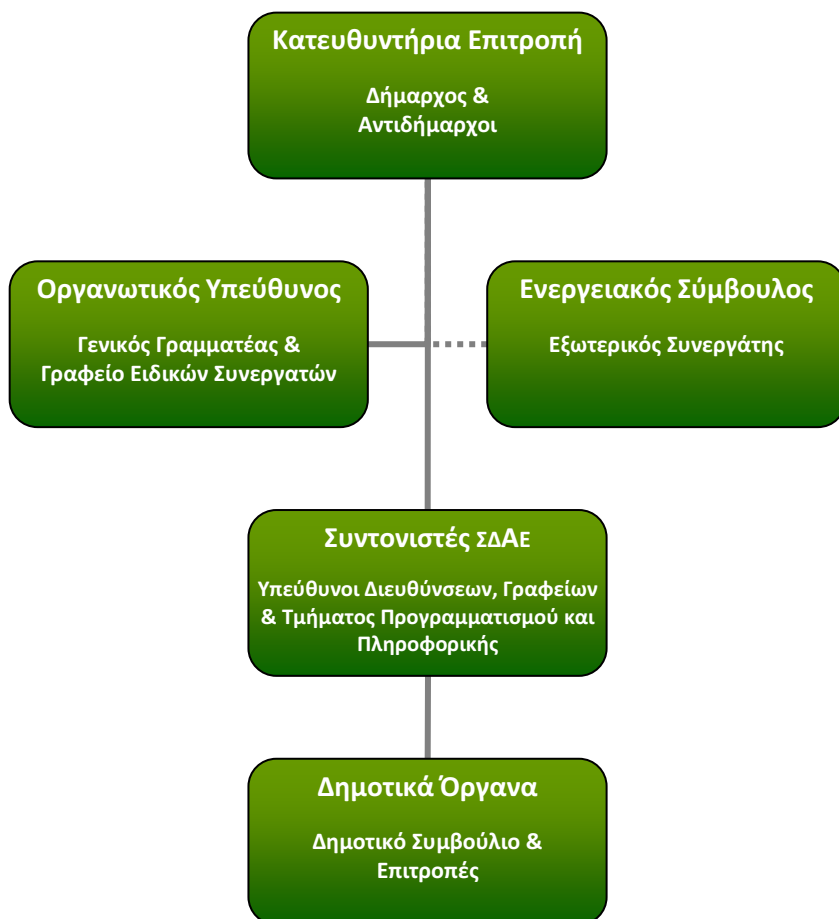 Κατευθυντήρια Επιτροπή
Δήμαρχος &
Αντιδήμαρχοι
Οργανωτικός Υπεύθυνος
Γενικός Γραμματέας &
Γραφείο Ειδικών Συνεργατών
Ενεργειακός Σύμβουλος
Εξωτερικός Συνεργάτης
Συντονιστές ΣΔΑΕ
Υπεύθυνοι Διευθύνσεων, Γραφείων
& Τμήματος Προγραμματισμού και
Πληροφορικής
Δημοτικά Όργανα
Δημοτικό Συμβούλιο &
Επιτροπές